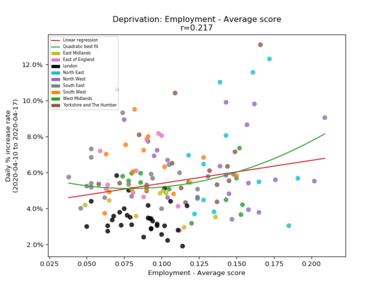 Deprivation: Employment - Average score
r=0.217
Daily % increase rate
(2020-04-10 to 2020-04-17)
12.0%
10.0%
8.0%
6.0%
4.0%
2.0%
Linear regression
Quadratic best fit
East Midlands
East of England
London
North East
North West
South East
South West
West Midlands
Yorkshire and The Humber
0.025
0.050
0.075
0.100
0.125
0.150
0.175
0.200
Employment - Average score